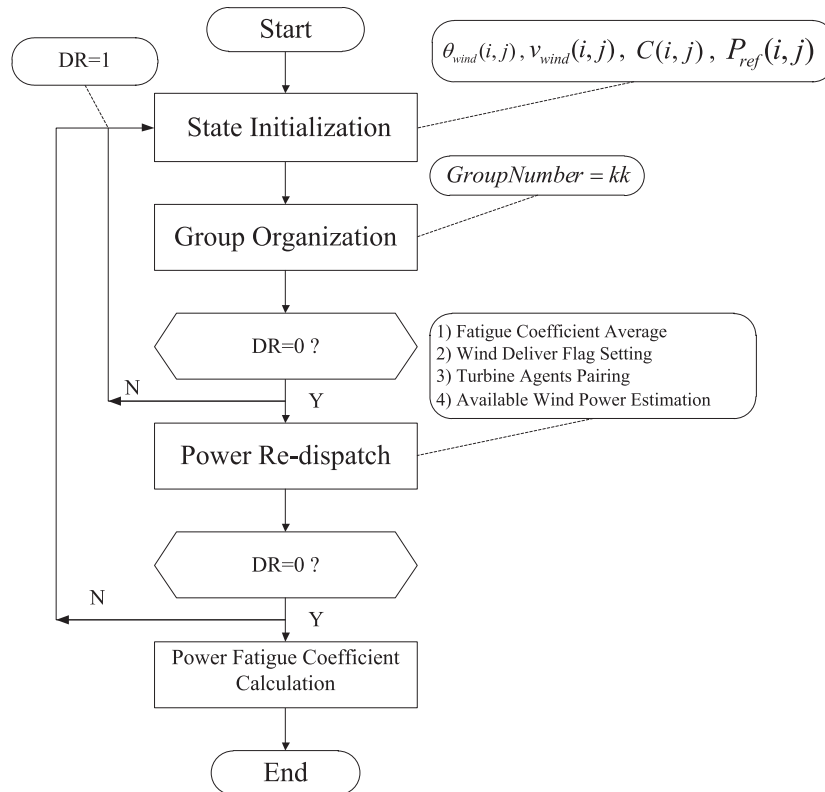 Start
θwind(i,j), vwind(i,j), C(i,j), Pref(i,j)
DR=1
State Initialization
GroupNumber = kk
Group Organization
DR=0 ?
1) Fatigue Coefficient Average
2) Wind Deliver Flag Setting
3) Turbine Agents Pairing
4) Available Wind Power Estimation
N
Y
Power Re-dispatch
DR=0 ?
N
Y
Power Fatigue Coefficient
Calculation
End